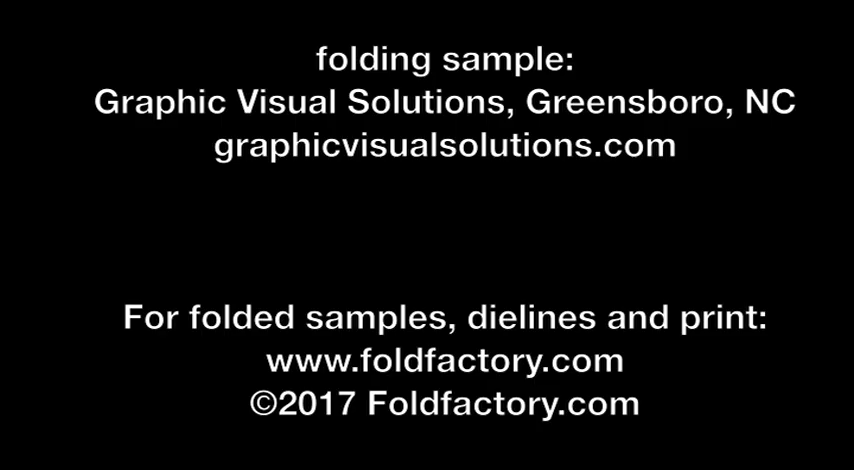 folding sample:
Graphic Visual Solutions, Greensboro, NC
graphicvisualsolutions.com
For folded samples, dielines and print:
www.foldfactory.com
©2017 Foldfactory.com